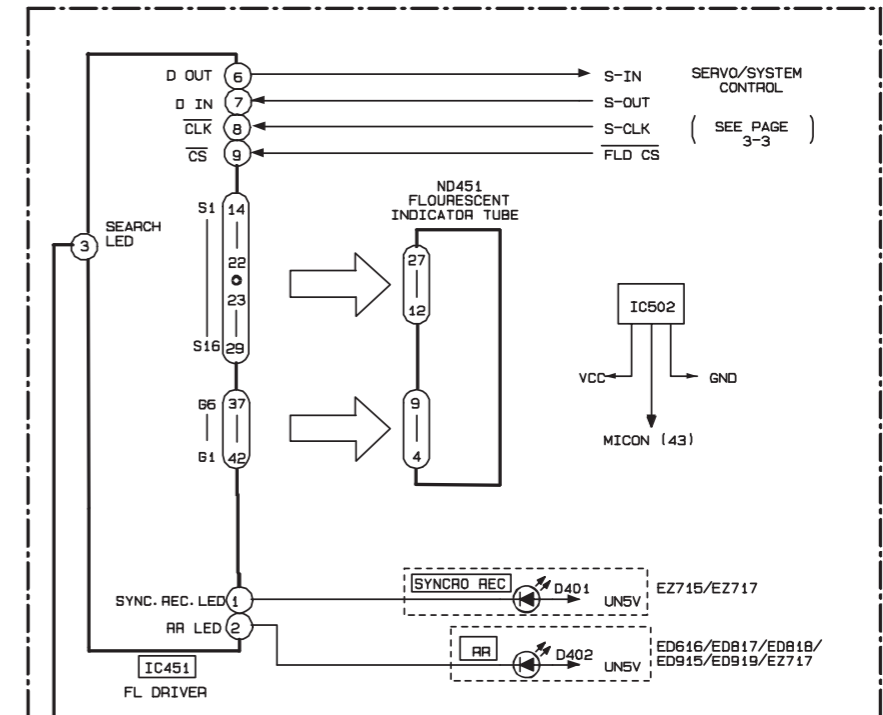 D OUT 6 S-IN
D IN 7 S-OUT
CLK 8 S-CLK
CS 9 FLD CS
SERVO/SYSTEM
CONTROL
( SEE PAGE )
3-3
ND451
FLOURESCENT
INDICATOR TUBE
S1 14
22
23
S16 29
3 SEARCH
LED
27
12
IC502
VCC GND
MICON (43)
G6 37
G1 42
9
4
SYNC. REC. LED 1
SYNCRO REC D401 UN5V EZ715/EZ717
RR LED 2
RR D402 UN5V
ED616/ED817/ED818/
ED915/ED919/EZ717
IC451
FL DRIVER